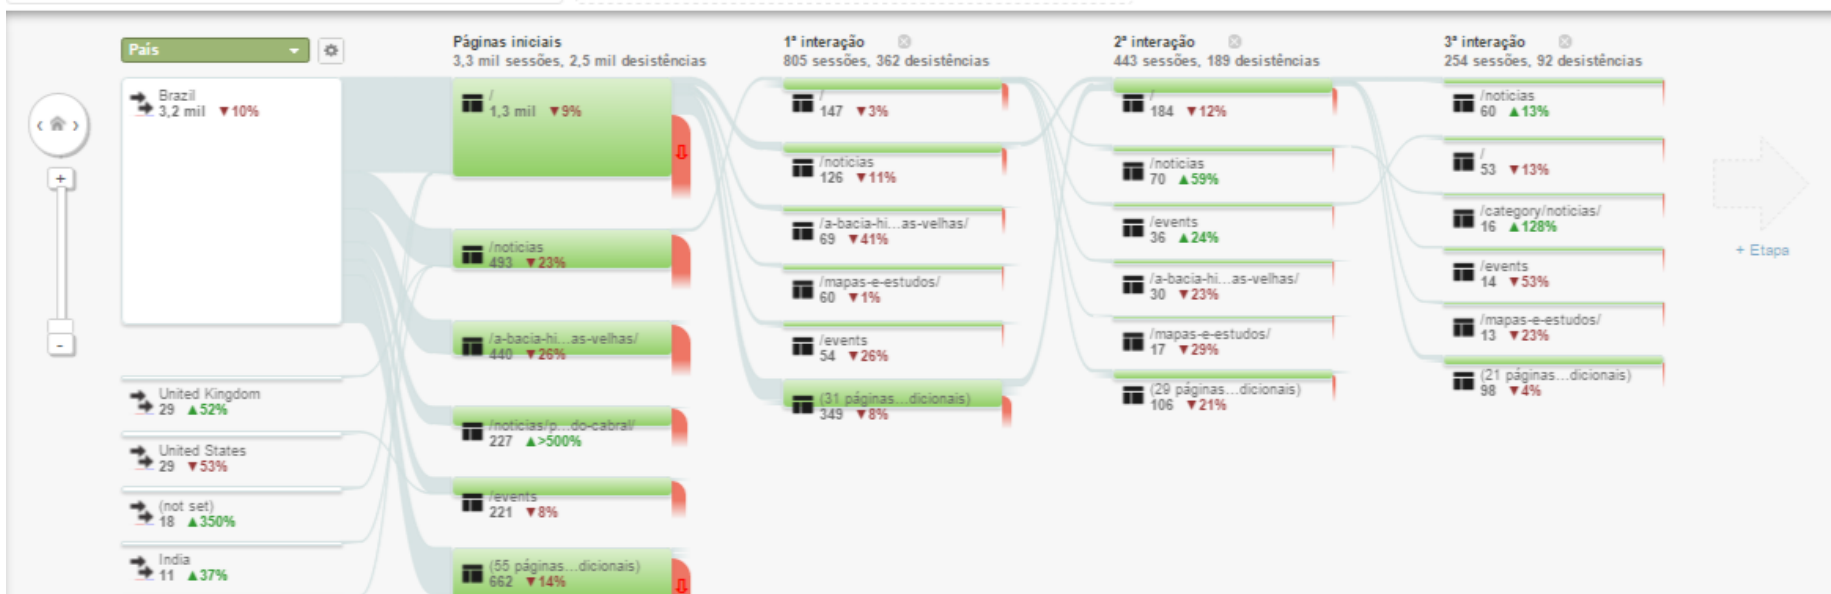 País
Brazil
3,2 mil ▼10%
United Kingdom
29 ▲52%
United States
29 ▼53%
(not set)
18 ▲350%
India
11 ▲37%
+
-
Páginas iniciais
3,3 mil sessões, 2,5 mil desistências
/
1,3 mil ▼9%
/noticias
493 ▼23%
/a-bacia-hi...as-velhas/
440 ▼26%
/noticias/p...do-cabral/
227 ▲>500%
/events
221 ▼8%
(55 páginas...dicionais)
662 ▼14%
1ª interação
805 sessões, 362 desistências
/
147 ▼3%
/noticias
126 ▼11%
/a-bacia-hi...as-velhas/
69 ▼41%
/mapas-e-estudos/
60 ▼1%
/events
54 ▼26%
(31 páginas...dicionais)
349 ▼8%
2ª interação
443 sessões, 189 desistências
/
184 ▼12%
/noticias
70 ▲59%
/events
36 ▲24%
/a-bacia-hi...as-velhas/
30 ▼23%
/mapas-e-estudos/
17 ▼29%
(29 páginas...dicionais)
106 ▼21%
3ª interação
254 sessões, 92 desistências
/noticias
60 ▲13%
/
53 ▼13%
/category/noticias/
16 ▲128%
/events
14 ▼53%
/mapas-e-estudos/
13 ▼23%
(21 páginas...dicionais)
98 ▼4%
+ Etapa